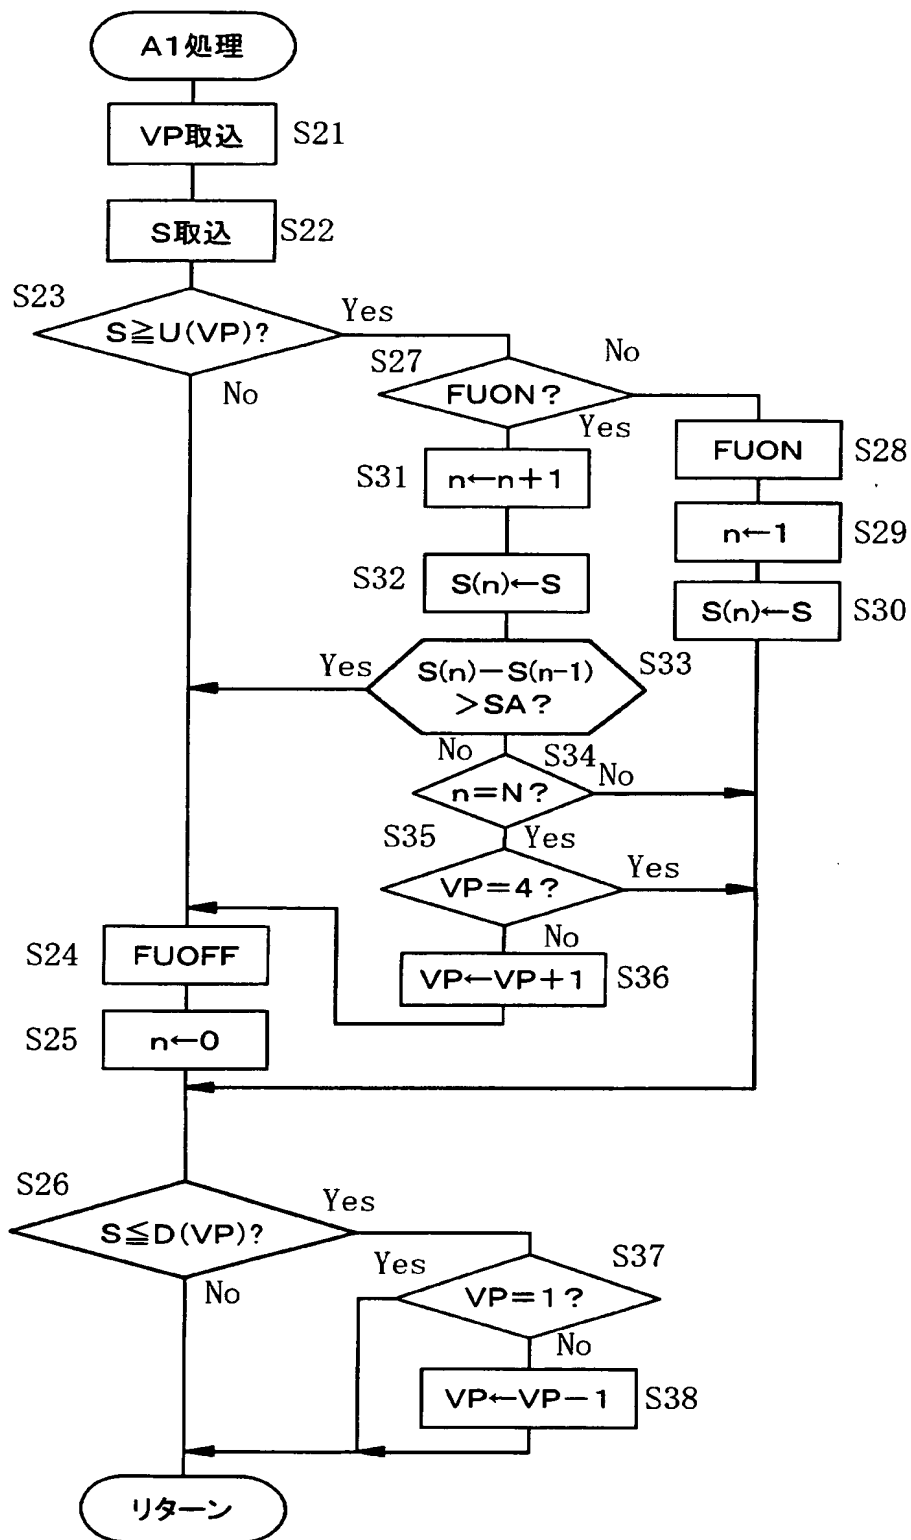 A1処理
VP取込
S21
S取込
S22
S23
S≧U(VP)?
Yes
No
S27
FUON?
No
Yes
FUON
S28
S31
n←n+1
n←1
S29
S32
S(n)←S
S(n)←S
S30
Yes
S(n)−S(n-1)
>SA?
S33
No
S34
n=N?
No
S35
Yes
VP=4?
Yes
No
S24
FUOFF
VP←VP+1
S36
S25
n←0
S26
S≦D(VP)?
Yes
No
S37
Yes
VP=1?
No
VP←VP−1
S38
リターン